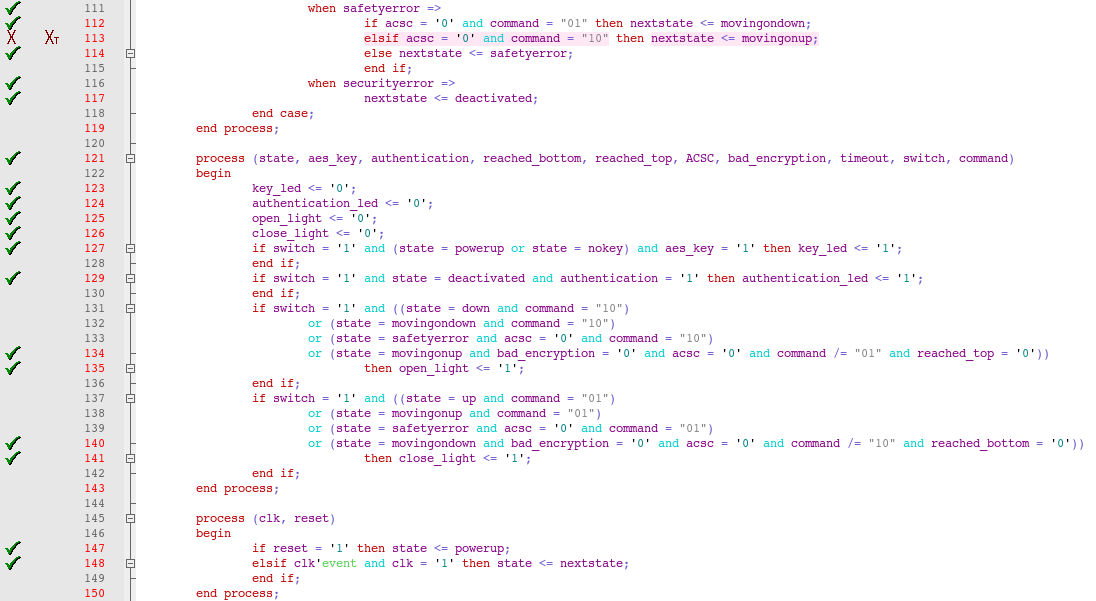 111 when safetyerror =>
112 if acsc = '0' and command = "01" then nextstate <= movingondown;
X XT 113 elsif acsc = '0' and command = "10" then nextstate <= movingonup;
114 else nextstate <= safetyerror;
115 end if;
116 when securityerror =>
117 nextstate <= deactivated;
118 end case;
119 end process;
120
121 process (state, aes_key, authentication, reached_bottom, reached_top, ACSC, bad_encryption, timeout, switch, command)
122 begin
123 key_led <= '0';
124 authentication_led <= '0';
125 open_light <= '0';
126 close_light <= '0';
127 if switch = '1' and (state = powerup or state = nokey) and aes_key = '1' then key_led <= '1';
128 end if;
129 if switch = '1' and state = deactivated and authentication = '1' then authentication_led <= '1';
130 end if;
131 if switch = '1' and ((state = down and command = "10")
132 or (state = movingondown and command = "10")
133 or (state = safetyerror and acsc = '0' and command = "10")
134 or (state = movingonup and bad_encryption = '0' and acsc = '0' and command /= "01" and reached_top = '0'))
135 then open_light <= '1';
136 end if;
137 if switch = '1' and ((state = up and command = "01")
138 or (state = movingonup and command = "01")
139 or (state = safetyerror and acsc = '0' and command = "01")
140 or (state = movingondown and bad_encryption = '0' and acsc = '0' and command /= "10" and reached_bottom = '0'))
141 then close_light <= '1';
142 end if;
143 end process;
144
145 process (clk, reset)
146 begin
147 if reset = '1' then state <= powerup;
148 elsif clk'event and clk = '1' then state <= nextstate;
149 end if;
150 end process;